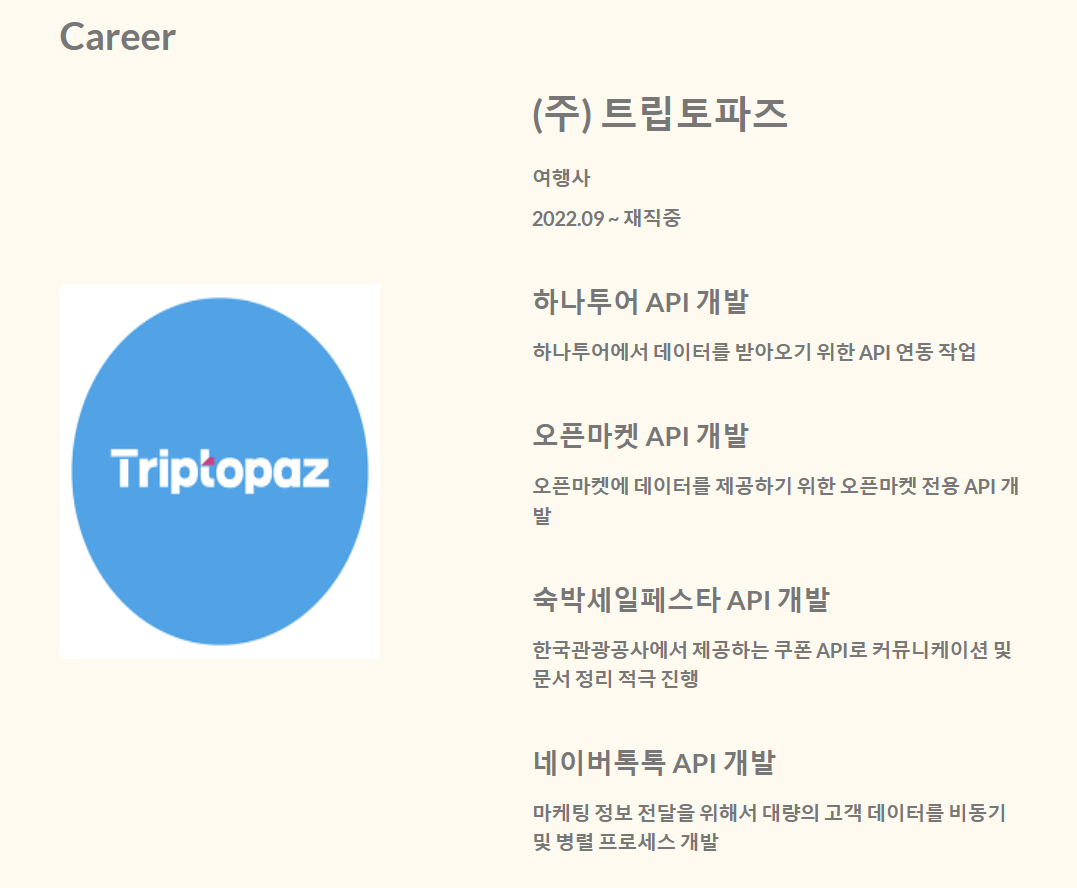 Career
(주) 트립토파즈
여행사
2022.09 ~ 재직중
Triptopaz
하나투어 API 개발
하나투어에서 데이터를 받아오기 위한 API 연동 작업
오픈마켓 API 개발
오픈마켓에 데이터를 제공하기 위한 오픈마켓 전용 API 개
발
숙박세일페스타 API 개발
한국관광공사에서 제공하는 쿠폰 API로 커뮤니케이션 및
문서 정리 적극 진행
네이버톡톡 API 개발
마케팅 정보 전달을 위해서 대량의 고객 데이터를 비동기
및 병렬 프로세스 개발